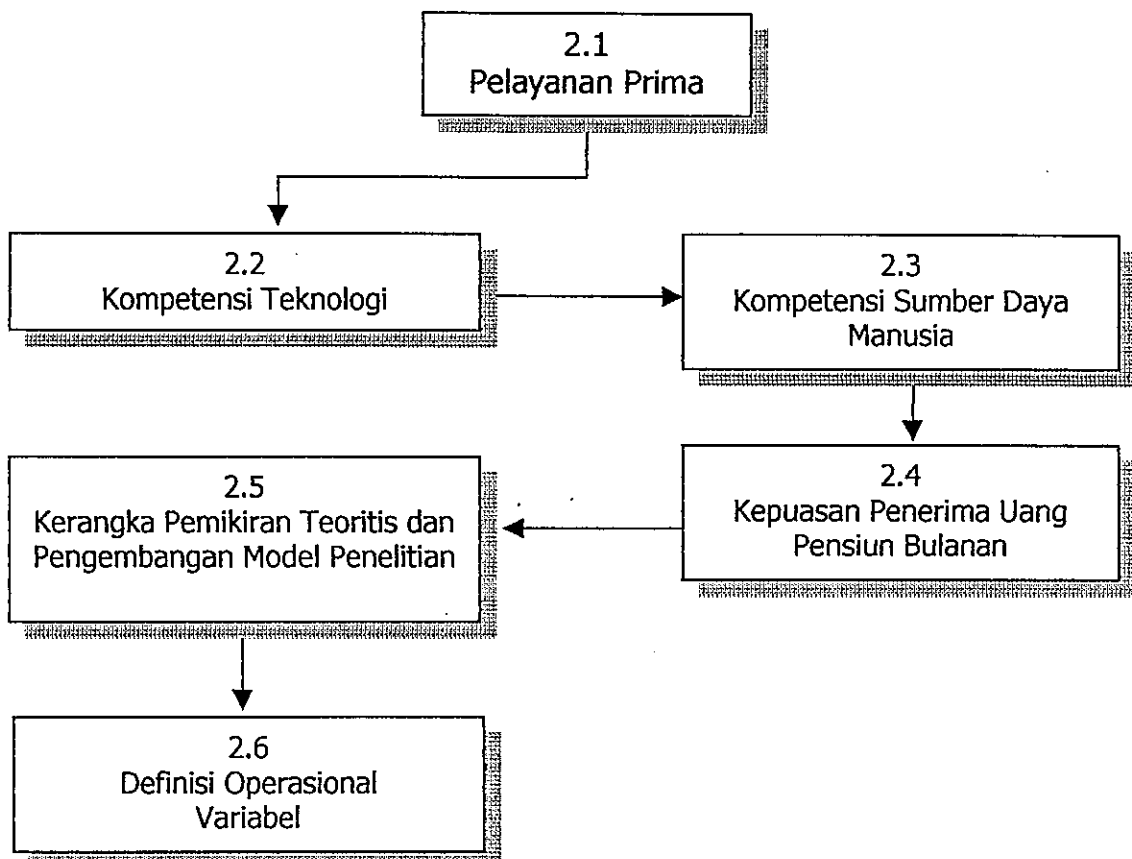 2.1
Pelayanan Prima
2.2
Kompetensi Teknologi
2.3
Kompetensi Sumber Daya
Manusia
2.4
Kepuasan Penerima Uang
Pensiun Bulanan
2.5
Kerangka Pemikiran Teoritis dan
Pengembangan Model Penelitian
2.6
Definisi Operasional
Variabel